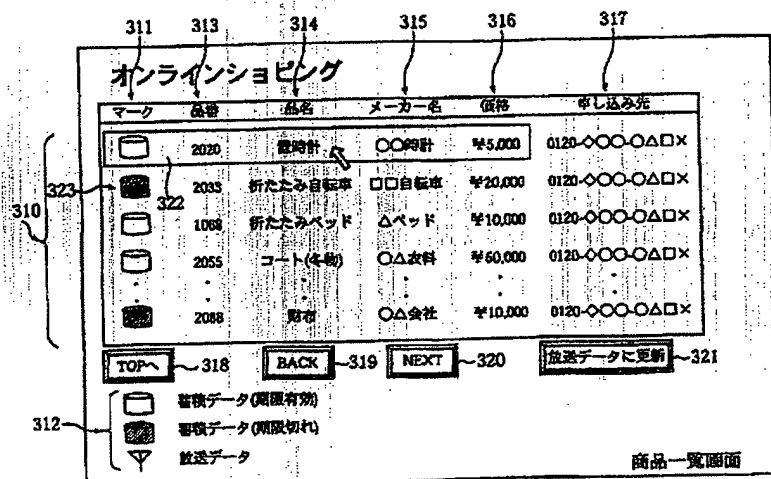 311 313 314 315 316 317
オンラインショピング
マーク 品番 品名 メーカー名 価格 申し込み先
2020 置時計 〇〇時計 ¥5,000 0120-◇〇〇-〇△□×
323 2033 折たたみ自転車 □□自転車 ¥20,000 0120-◇〇〇-〇△□×
322
310
1068 折たたみベッド △ベッド ¥10,000 0120-◇〇〇-〇△□×
2055 コート(冬物) 〇△衣料 ¥60,000 0120-◇〇〇-〇△□×
2088 財布 〇△会社 ¥10,000 0120-◇〇〇-〇△□×
TOPへ 318 BACK 319 NEXT 320 放送データに更新 321
蓄積データ(期限有効)
312 蓄積データ(期限切れ)
放送データ
商品一覧画面